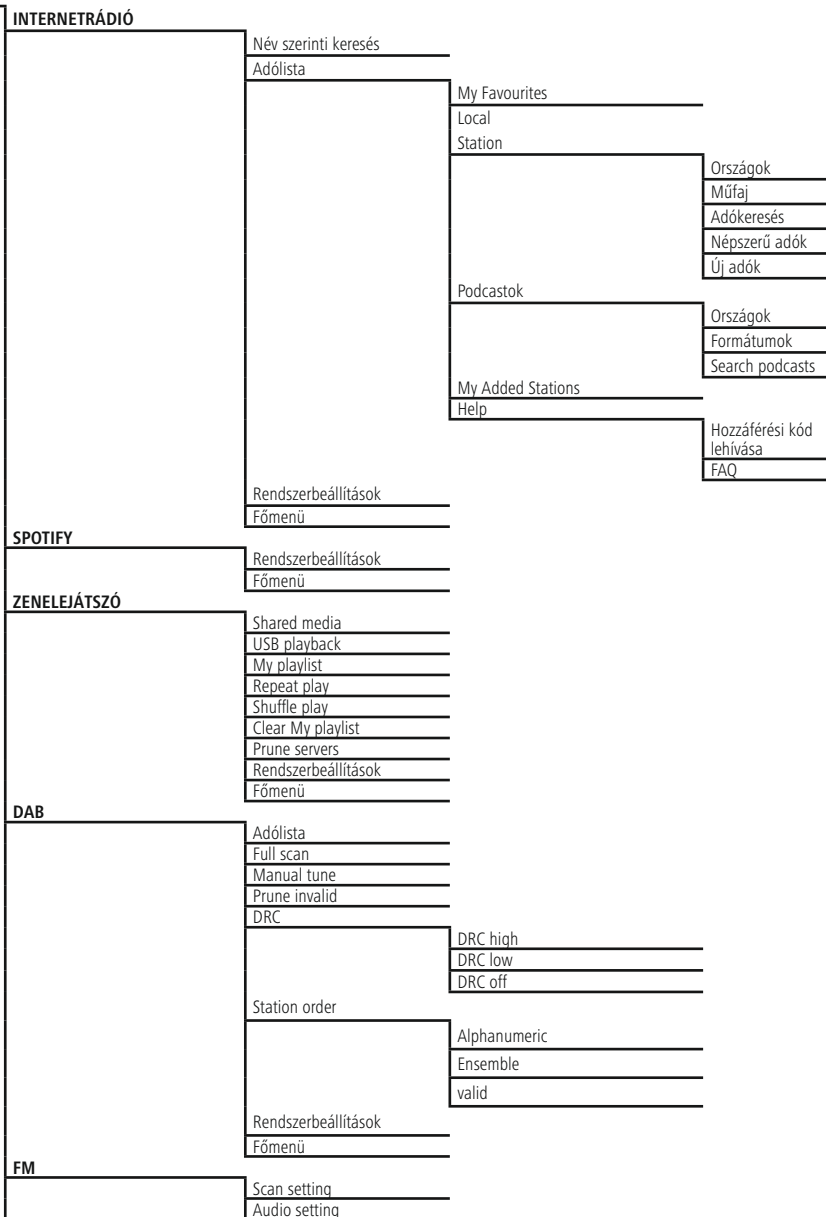 INTERNETRÁDIÓ
Név szerinti keresés
Adólista
My Favourites
Local
Station
Országok
Műfaj
Adókeresés
Népszerű adók
Új adók
Podcastok
Országok
Formátumok
Search podcasts
My Added Stations
Help
Hozzáférési kód
lehívása
FAQ
Rendszerbeállítások
Főmenü
SPOTIFY
Rendszerbeállítások
Főmenü
ZENELEJÁTSZÓ
Shared media
USB playback
My playlist
Repeat play
Shuffle play
Clear My playlist
Prune servers
Rendszerbeállítások
Főmenü
DAB
Adólista
Full scan
Manual tune
Prune invalid
DRC
DRC high
DRC low
DRC off
Station order
Alphanumeric
Ensemble
valid
Rendszerbeállítások
Főmenü
FM
Scan setting
Audio setting